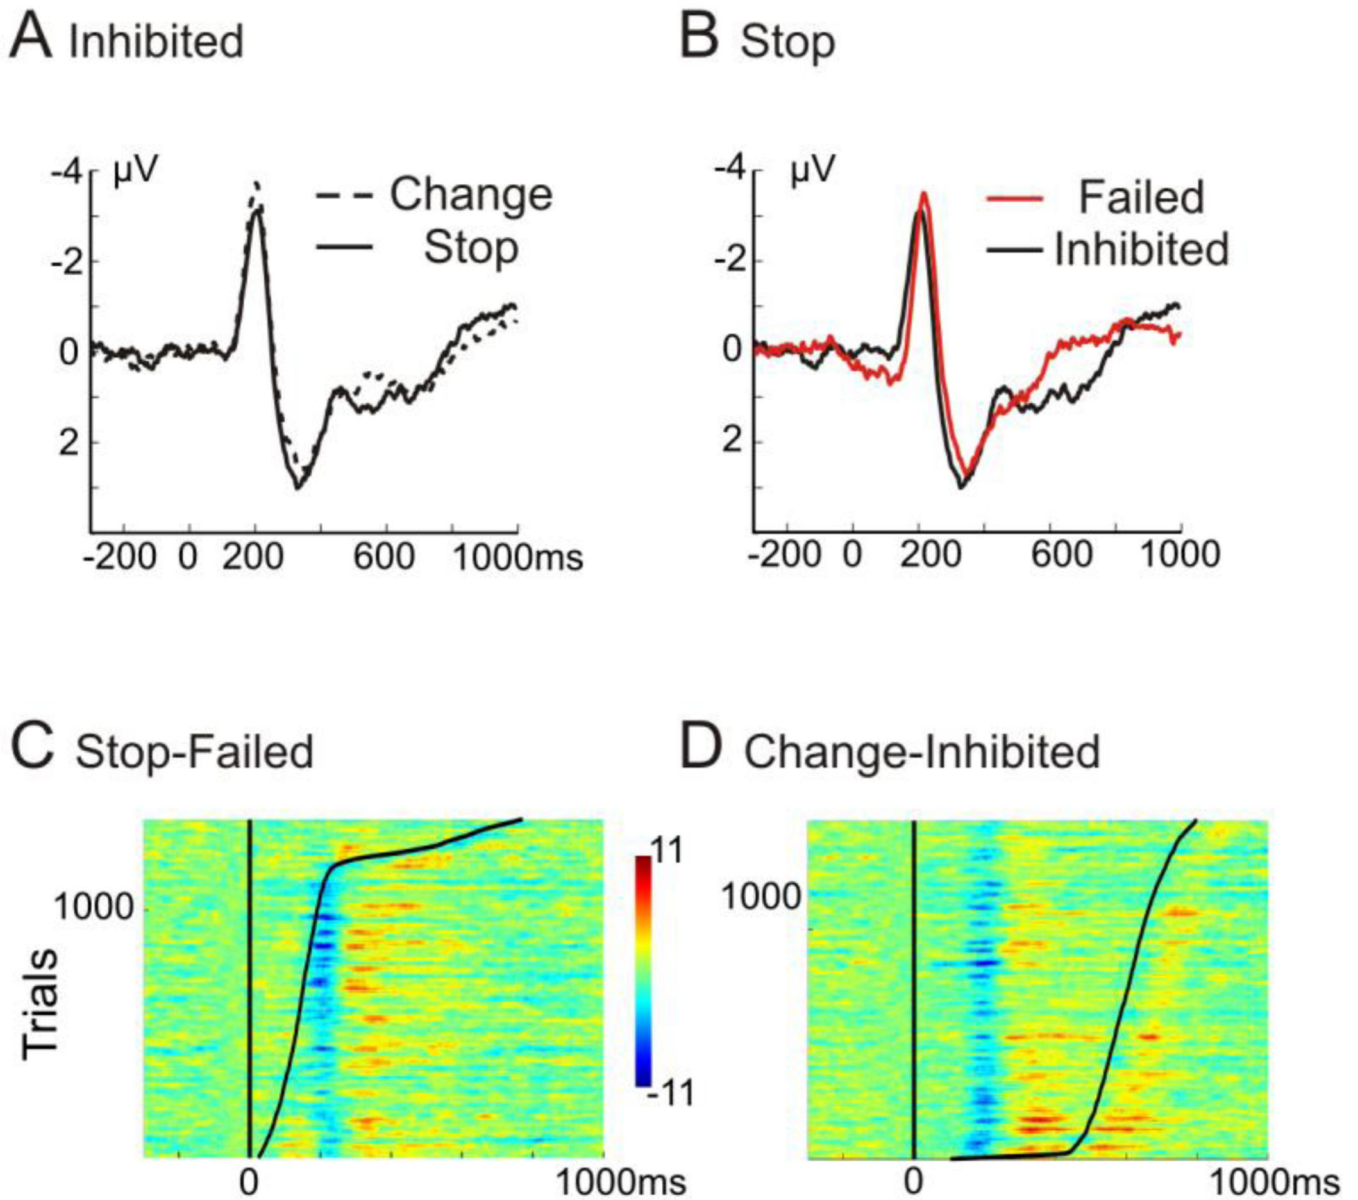 A Inhibited
B Stop
-4 µV
Change
Stop
-2
0
2
-200 0 200 600 1000ms
-4 µV
Failed
Inhibited
-2
0
2
-200 0 200 600 1000
C Stop-Failed
D Change-Inhibited
1000
Trials
0 1000ms
11
-11
1000
0 1000ms